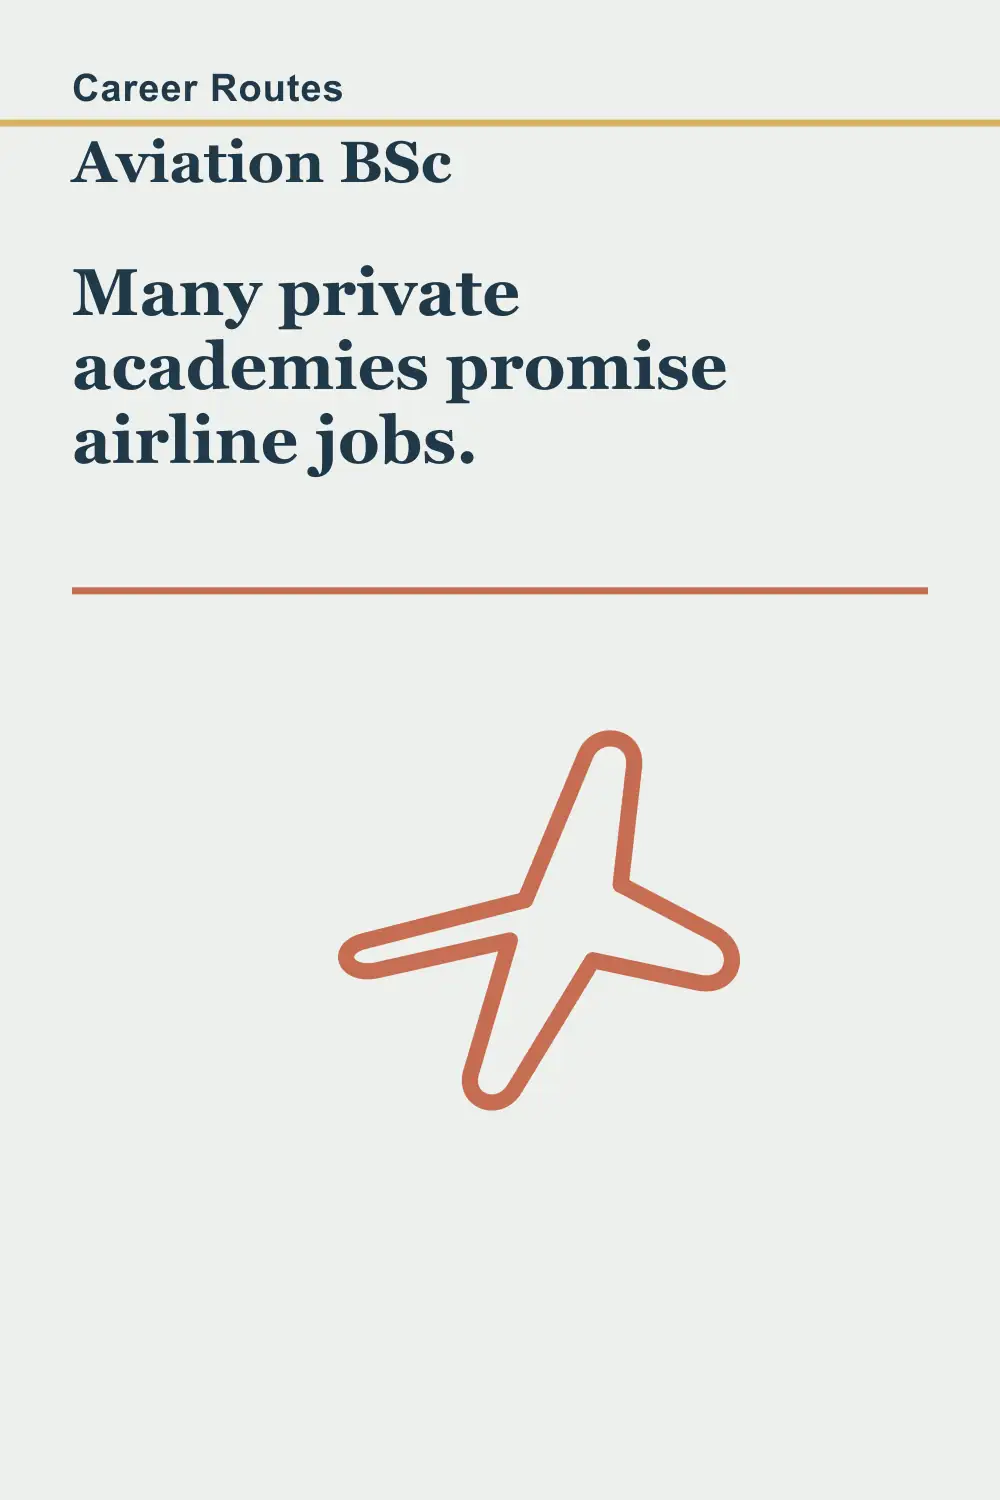 Career Routes
Aviation BSc
Many private
academies promise
airline jobs.